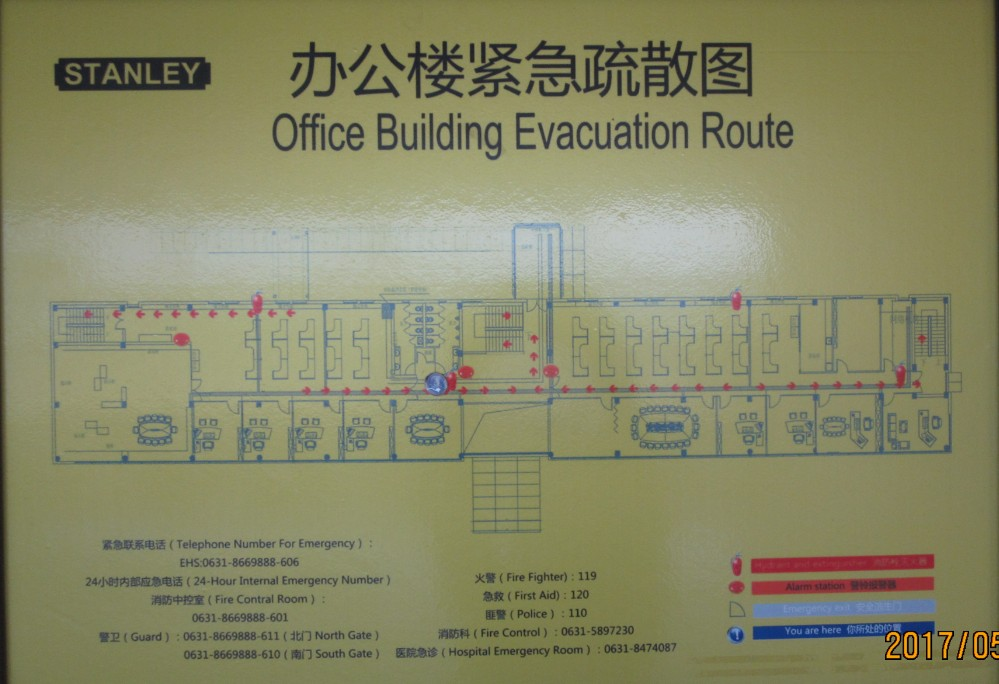 STANLEY
办公楼紧急疏散图
Office Building Evacuation Route
紧急联系电话（Telephone Number For Emergency）：
EHS:0631-8669888-606
24小时内部应急电话（24-Hour Internal Emergency Number）
消防中控室（Fire Contral Room）：
0631-8669888-601
警卫（Guard）：0631-8669888-611（北门 North Gate）
0631-8669888-610（南门 South Gate）
火警（Fire Fighter)：119
急救（First Aid)：120
匪警（Police）：110
消防科（Fire Control）：0631-5897230
医院急诊（Hospital Emergency Room）：0631-8474087
Hydrant and extinguisher
Alarm station 警铃报警器
Emergency exit
You are here 你所处的位置
2017/05